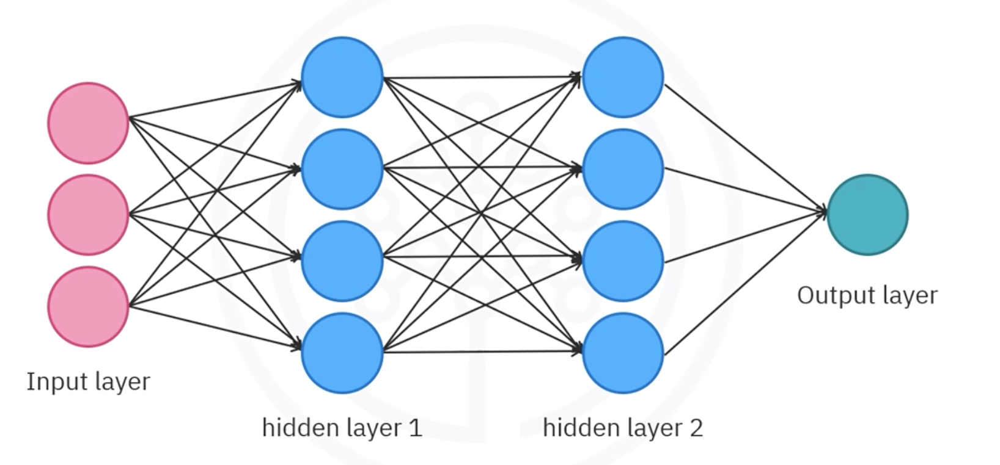 Input layer
hidden layer 1
hidden layer 2
Output layer